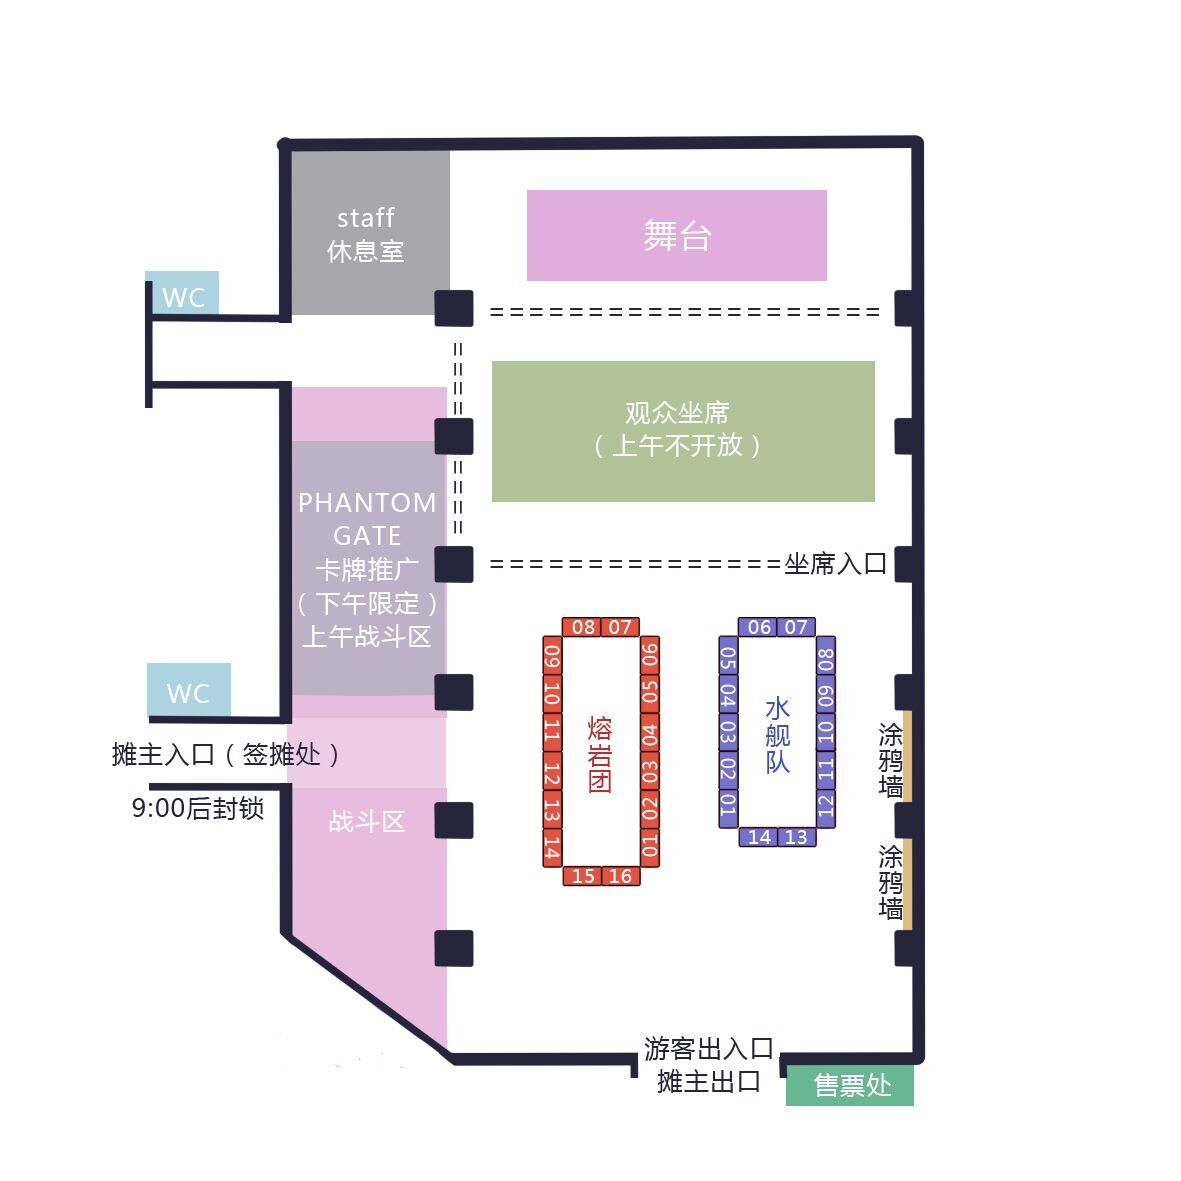 staff
休息室
舞台
WC
观众坐席
（上午不开放）
PHANTOM
GATE
卡牌推广
（下午限定）
上午战斗区
坐席入口
08 07
09
10
11
12
13
14
15 16
06
05
04
03
02
01
熔岩团
06 07
05
04
03
02
01
14 13
08
09
10
11
12
水舰队
涂鸦墙
涂鸦墙
WC
摊主入口（签摊处）
9:00后封锁
战斗区
游客出入口
摊主出口
售票处